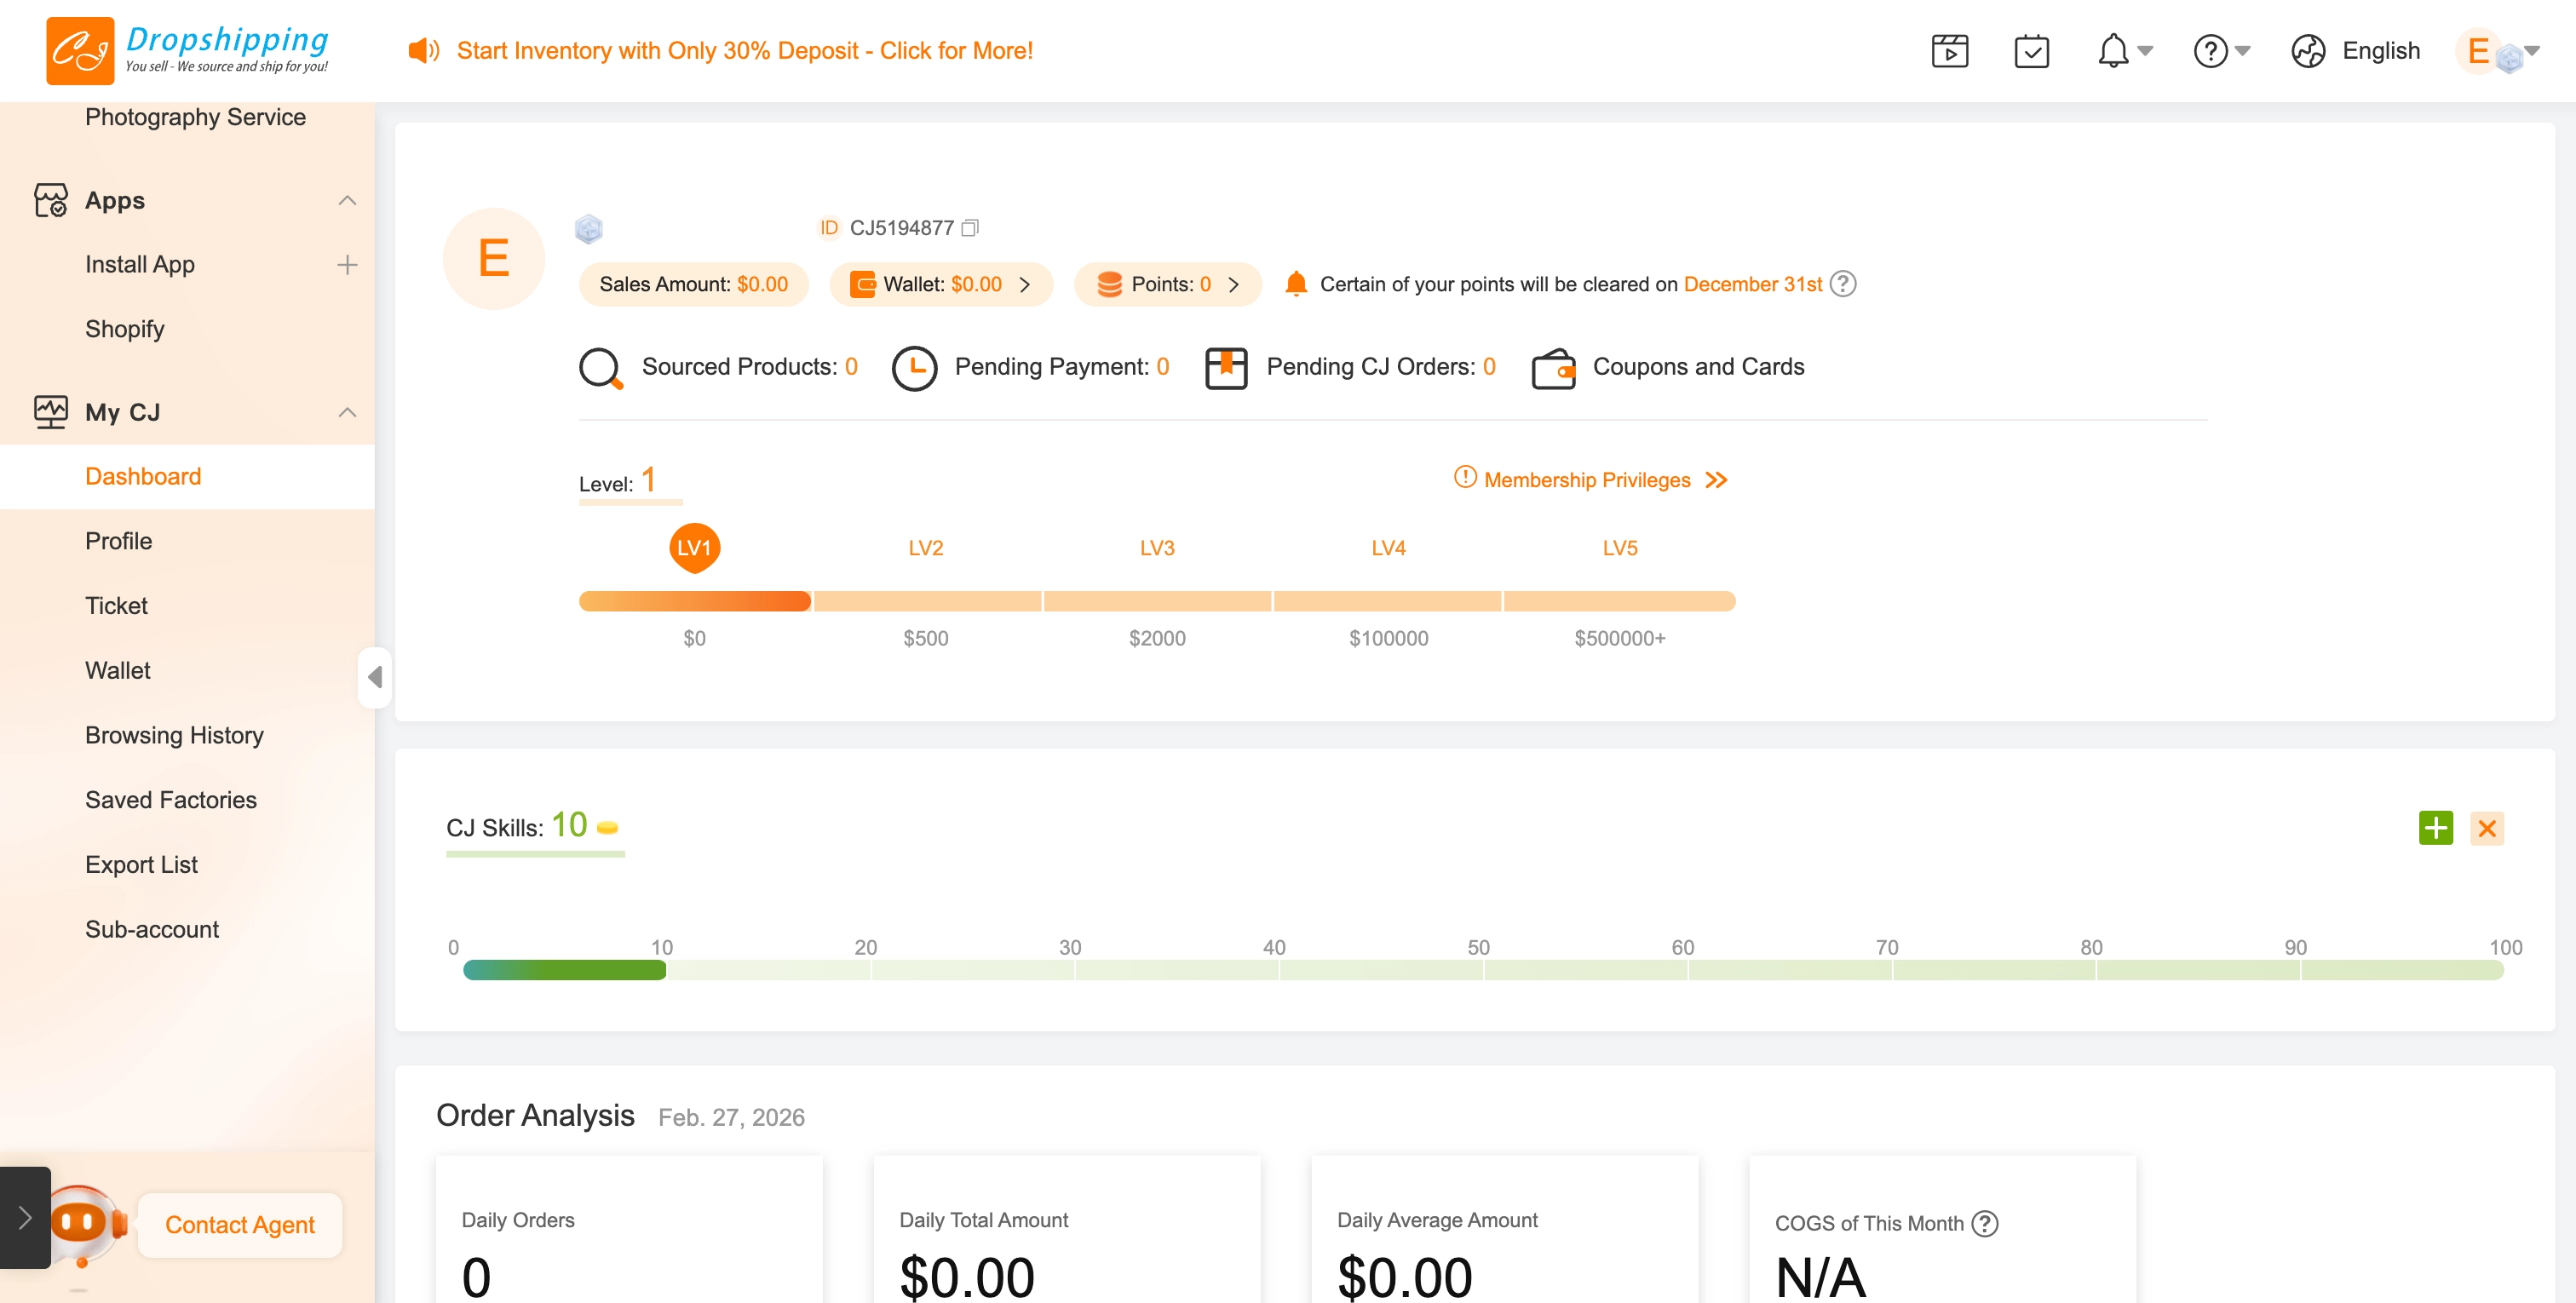 CJ Dropshipping
You sell - We source and ship for you!
Start Inventory with Only 30% Deposit - Click for More!
English
E
Photography Service
Apps
Install App
Shopify
My CJ
Dashboard
Profile
Ticket
Wallet
Browsing History
Saved Factories
Export List
Sub-account
Contact Agent
E
ID CJ5194877
Sales Amount: $0.00 Wallet: $0.00 Points: 0 Certain of your points will be cleared on December 31st ?
Sourced Products: 0 Pending Payment: 0 Pending CJ Orders: 0 Coupons and Cards
Level: 1 Membership Privileges
LV1 LV2 LV3 LV4 LV5
$0 $500 $2000 $100000 $500000+
CJ Skills: 10
0 10 20 30 40 50 60 70 80 90 100
Order Analysis Feb. 27, 2026
Daily Orders
0
Daily Total Amount
$0.00
Daily Average Amount
$0.00
COGS of This Month ?
N/A